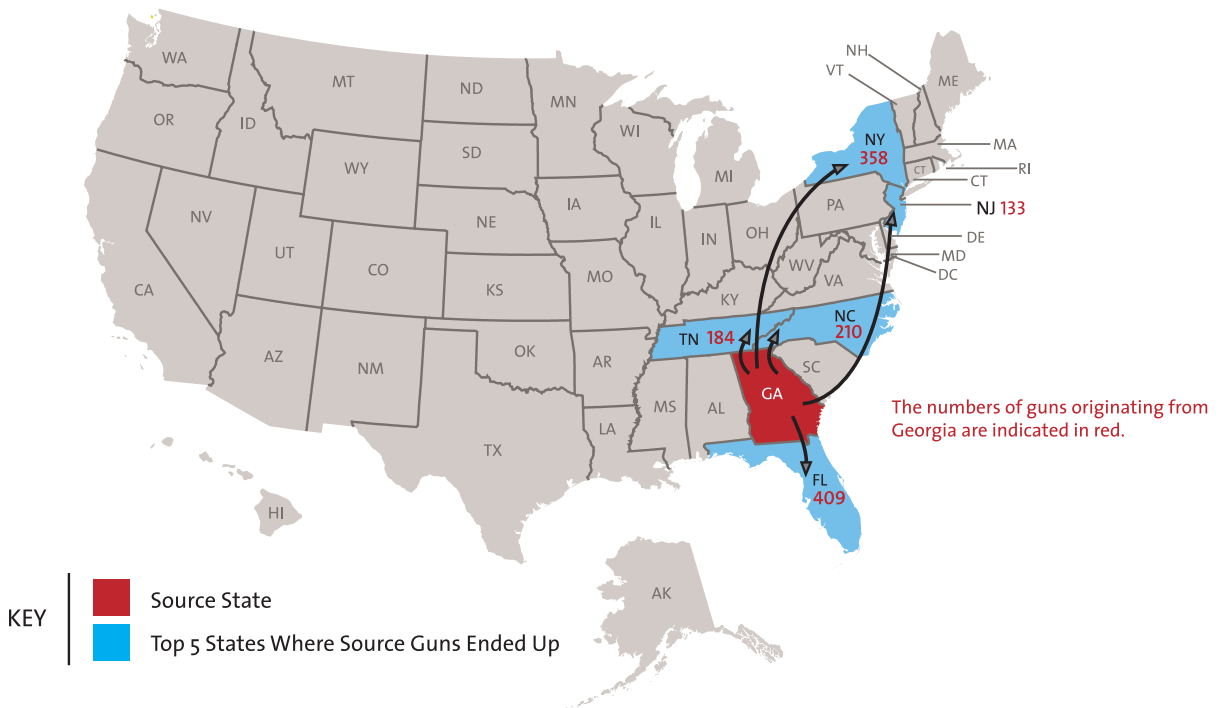 NH
VT
ME
WA
MT
ND
MN
OR
ID
WI
NY
358
MA
SD
WY
MI
CT
RI
CT
NJ 133
PA
IA
NE
NV
OH
IL
IN
DE
UT
CO
MO
WV
MD
DC
VA
CA
KS
KY
NC
210
TN 184
OK
AR
AZ
NM
SC
GA
MS
AL
The numbers of guns originating from
Georgia are indicated in red.
LA
TX
FL
409
HI
AK
KEY
Source State
Top 5 States Where Source Guns Ended Up